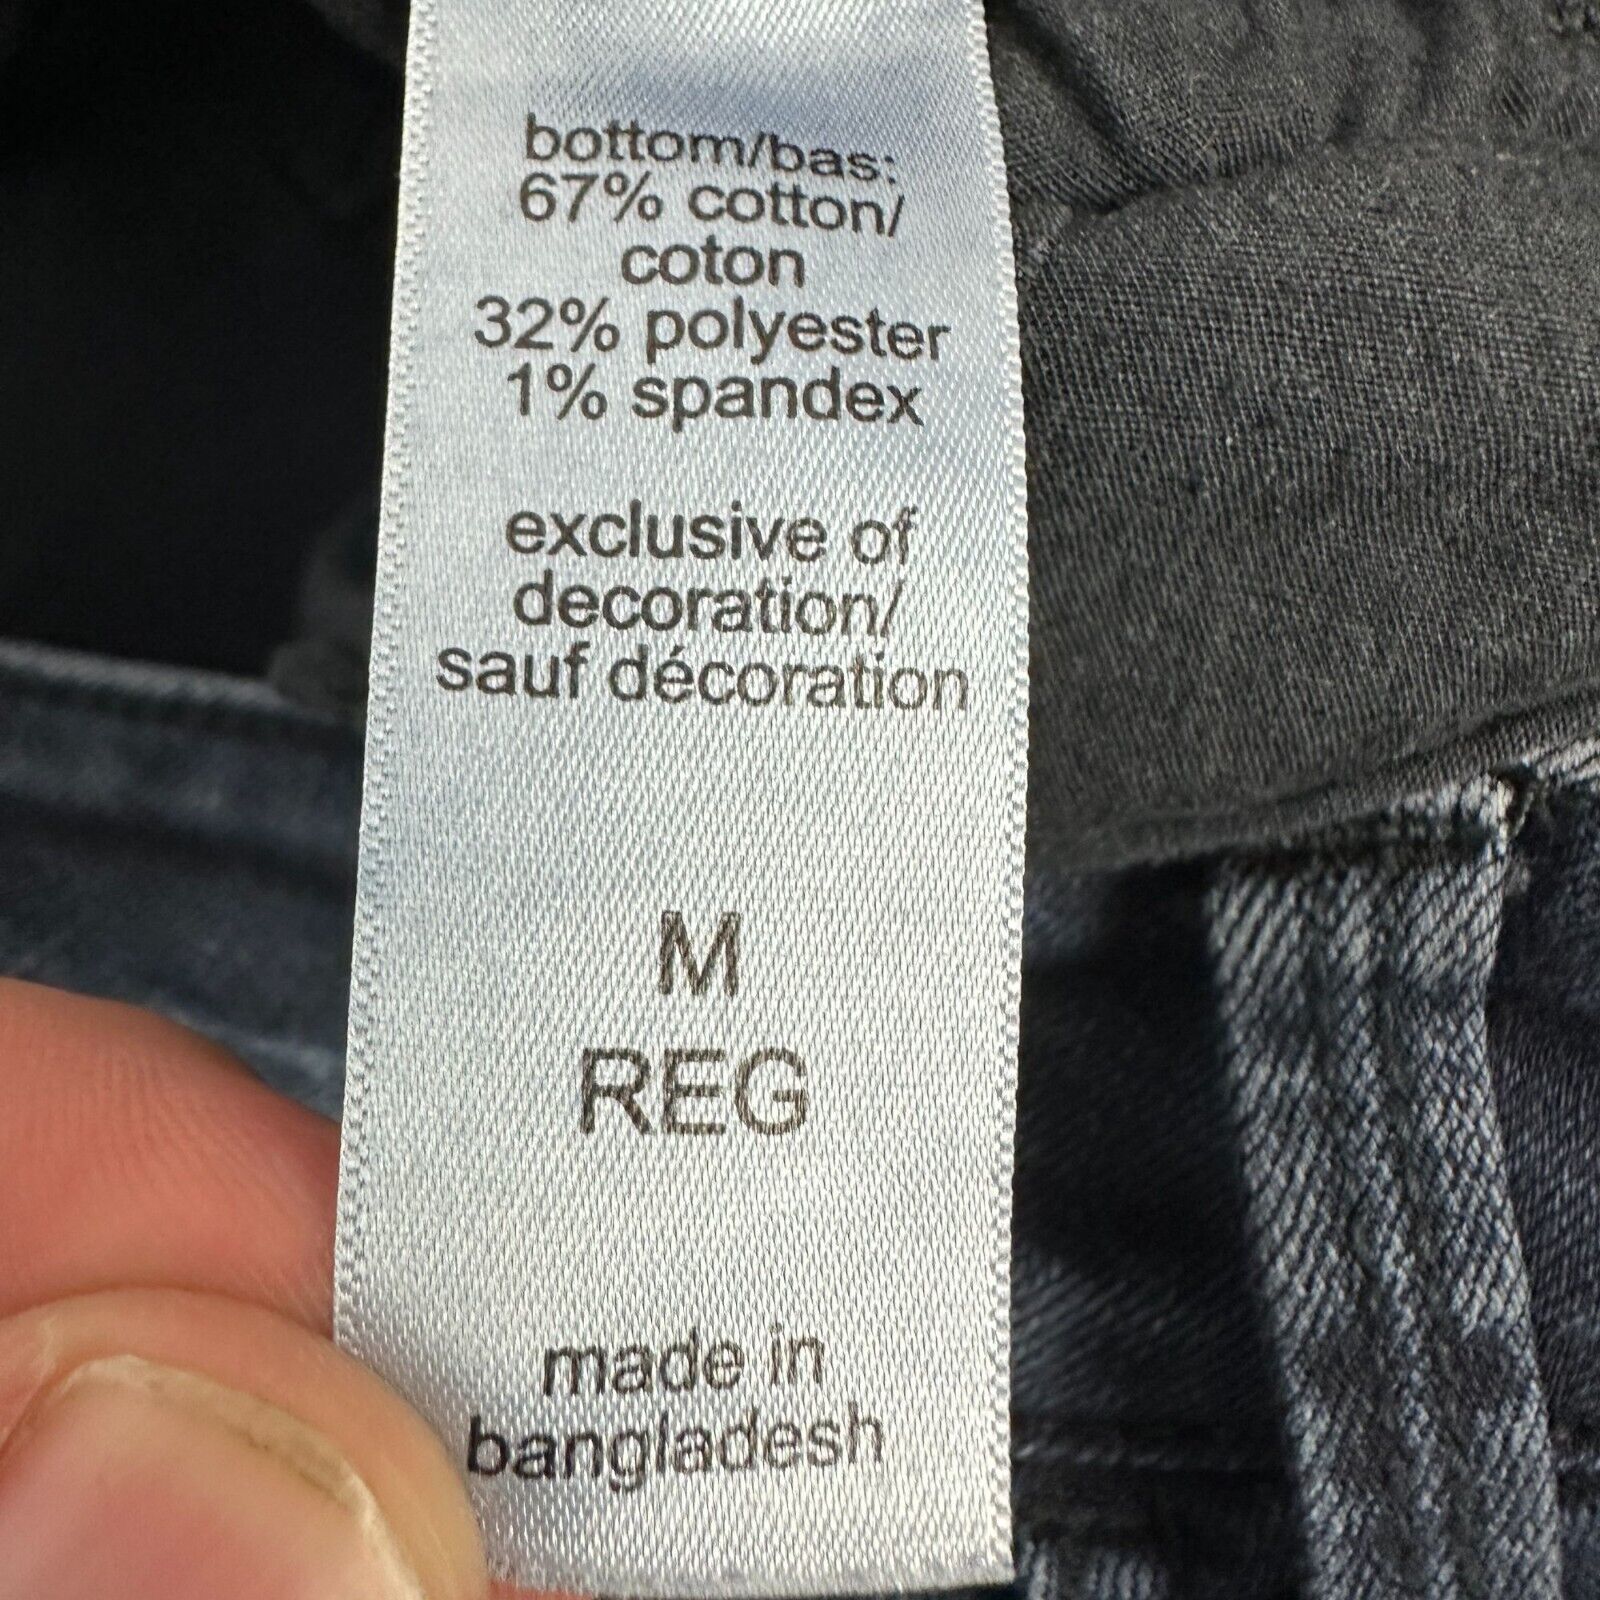 bottom/bas:
67% cotton/
coton
32% polyester
1% spandex
exclusive of
decoration/
sauf décoration
M
REG
made in
bangladesh